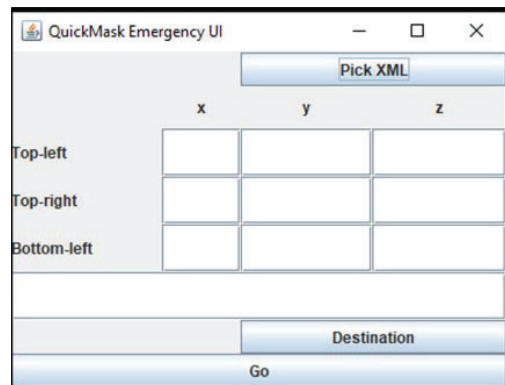 QuickMask Emergency UI
Pick XML
x y z
Top-left
Top-right
Bottom-left
Destination
Go